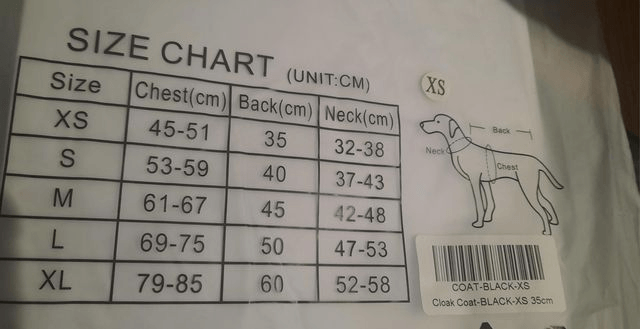 SIZE CHART (UNIT:CM)
Size Chest(cm) Back(cm) Neck(cm)
XS 45-51 35 32-38
S 53-59 40 37-43
M 61-67 45 42-48
L 69-75 50 47-53
XL 79-85 60 52-58
XS
Back
Neck
Chest
COAT-BLACK-XS
Cloak Coat-BLACK-XS 35cm